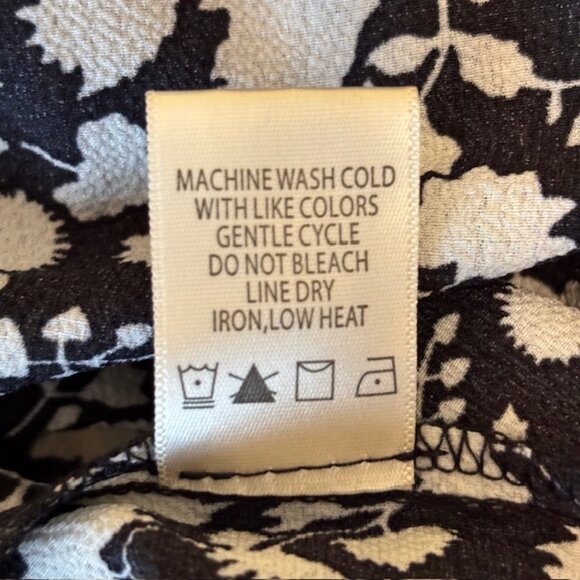 MACHINE WASH COLD
WITH LIKE COLORS
GENTLE CYCLE
DO NOT BLEACH
LINE DRY
IRON,LOW HEAT